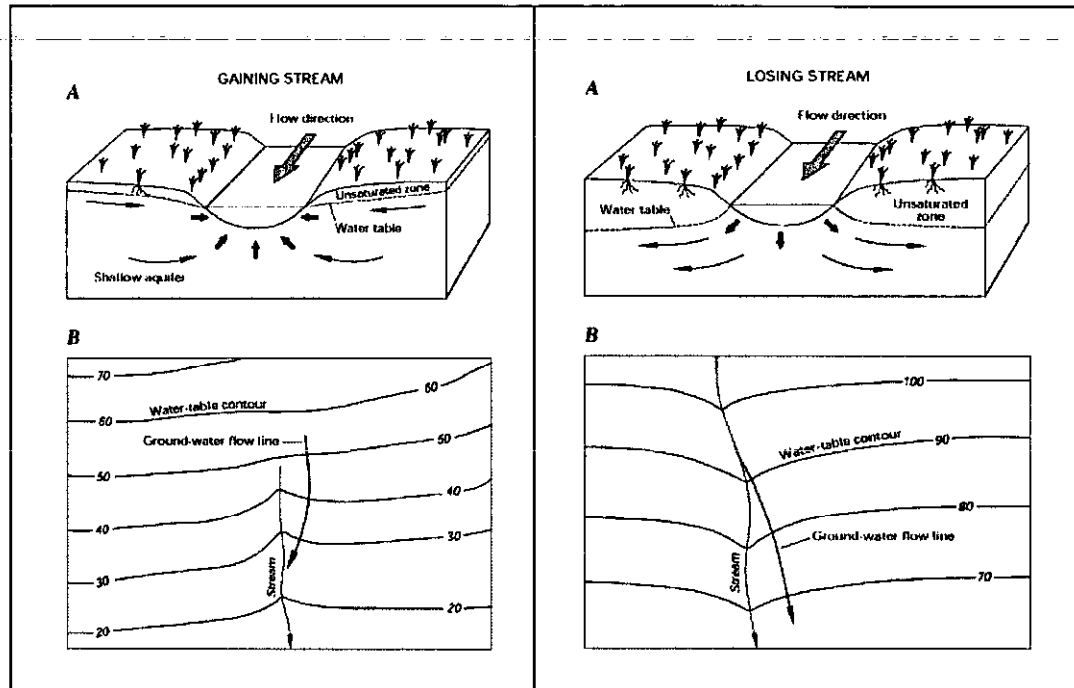 GAINING STREAM
A
Flow direction
Unsaturated zone
Water table
Shallow aquifer
B
70
60
Water-table contour
60
Ground-water flow line
50
50
40
40
30
30
Stream
20
20
LOSING STREAM
A
Flow direction
Water table
Unsaturated
zone
B
100
Water-table contour
90
80
Ground-water flow line
Stream
70